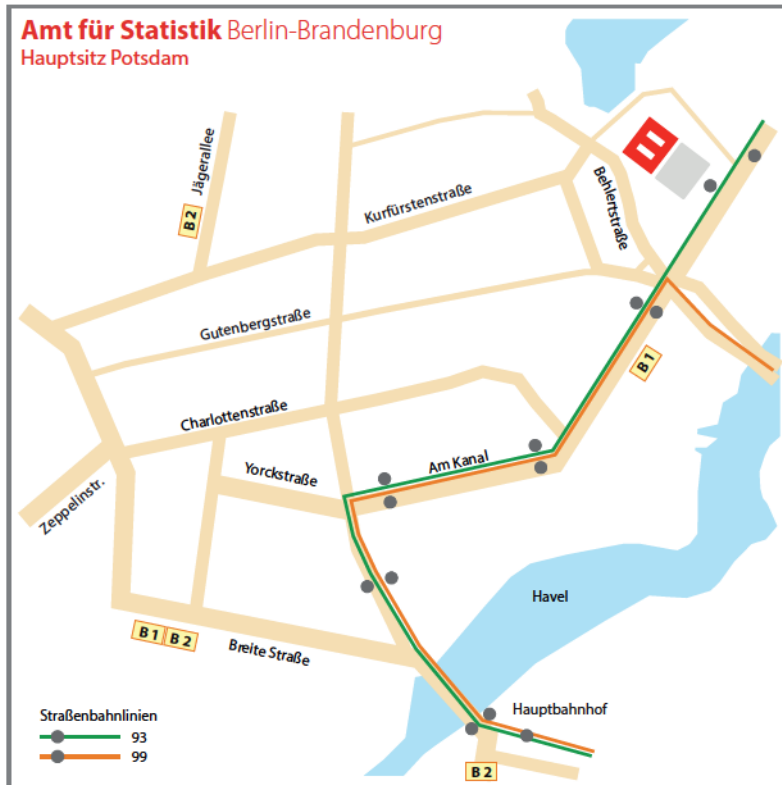 Amt für Statistik Berlin-Brandenburg
Hauptsitz Potsdam
Jägerallee
B 2
Kurfürstenstraße
Behlertstraße
Gutenbergstraße
B 1
Charlottenstraße
Am Kanal
Yorckstraße
Zeppelinstr.
Havel
B 1 B 2
Breite Straße
Hauptbahnhof
Straßenbahnlinien
93
99
B 2